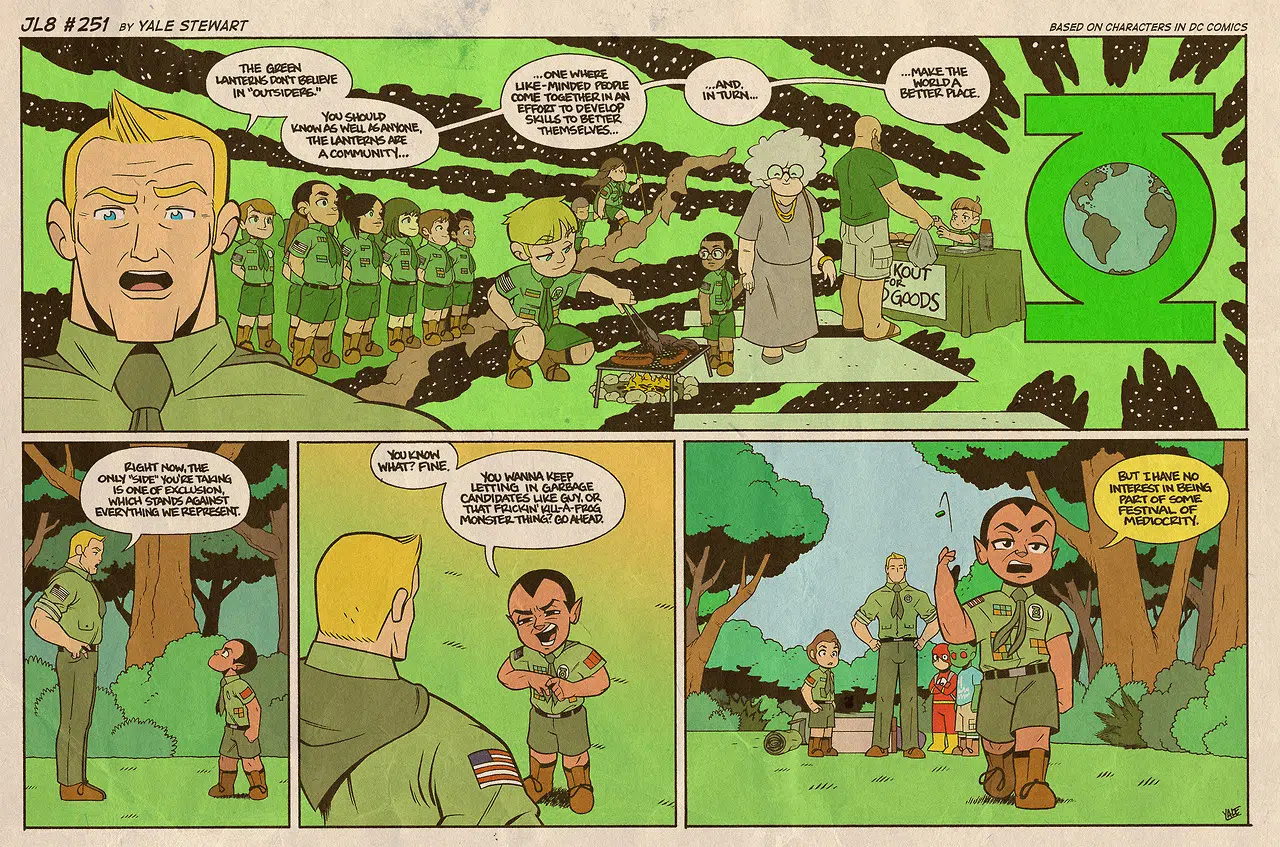 JL8 #251 BY YALE STEWART
BASED ON CHARACTERS IN DC COMICS
THE GREEN
LANTERNS DON'T BELIEVE
IN "OUTSIDERS."
YOU SHOULD
KNOW AS WELL AS ANYONE,
THE LANTERNS ARE
A COMMUNITY...
...ONE WHERE
LIKE-MINDED PEOPLE
COME TOGETHER IN AN
EFFORT TO DEVELOP
SKILLS TO BETTER
THEMSELVES...
...AND,
IN TURN...
...MAKE THE
WORLD A
BETTER PLACE.
KOUT
FOR
GOODS
RIGHT NOW, THE
ONLY "SIDE" YOU'RE TAKING
IS ONE OF EXCLUSION,
WHICH STANDS AGAINST
EVERYTHING WE REPRESENT.
YOU KNOW
WHAT? FINE.
YOU WANNA KEEP
LETTING IN GARBAGE
CANDIDATES LIKE GUY, OR
THAT FRICKIN' KILL-A-FROG
MONSTER THING? GO AHEAD.
BUT I HAVE NO
INTEREST IN BEING
PART OF SOME
FESTIVAL OF
MEDIOCRITY.
YALE